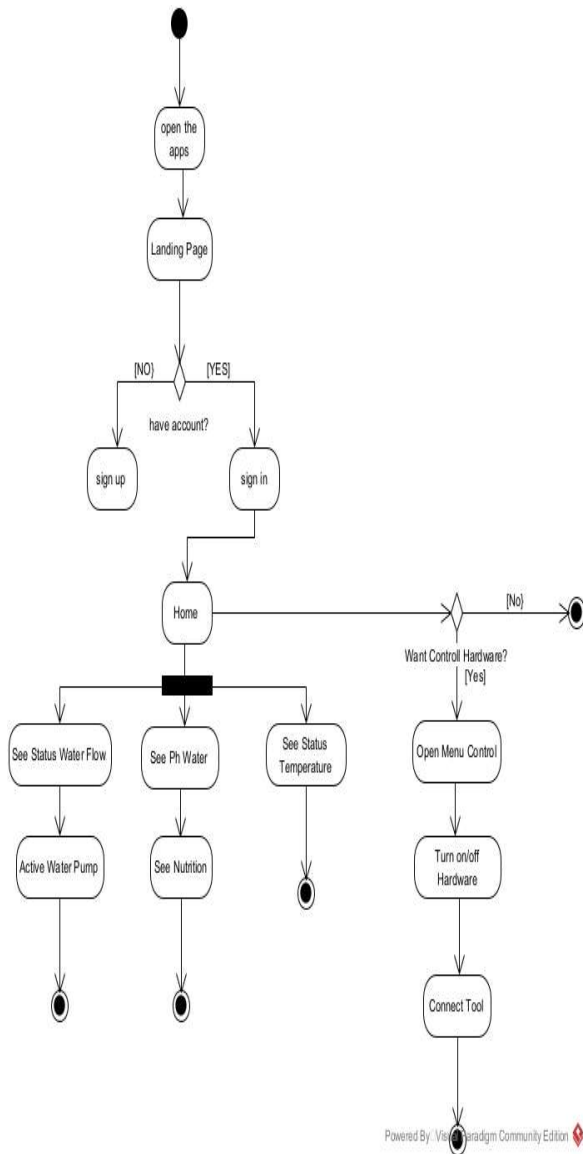 open the
apps
Landing Page
[NO}
[YES]
have account?
sign up
sign in
Home
[No}
Want Controll Hardware?
[Yes]
See Status Water Flow
See Ph Water
See Status
Temperature
Open Menu Control
Active Water Pump
See Nutrition
Turn on/off
Hardware
Connect Tool
Powered By Visual Paradigm Community Edition